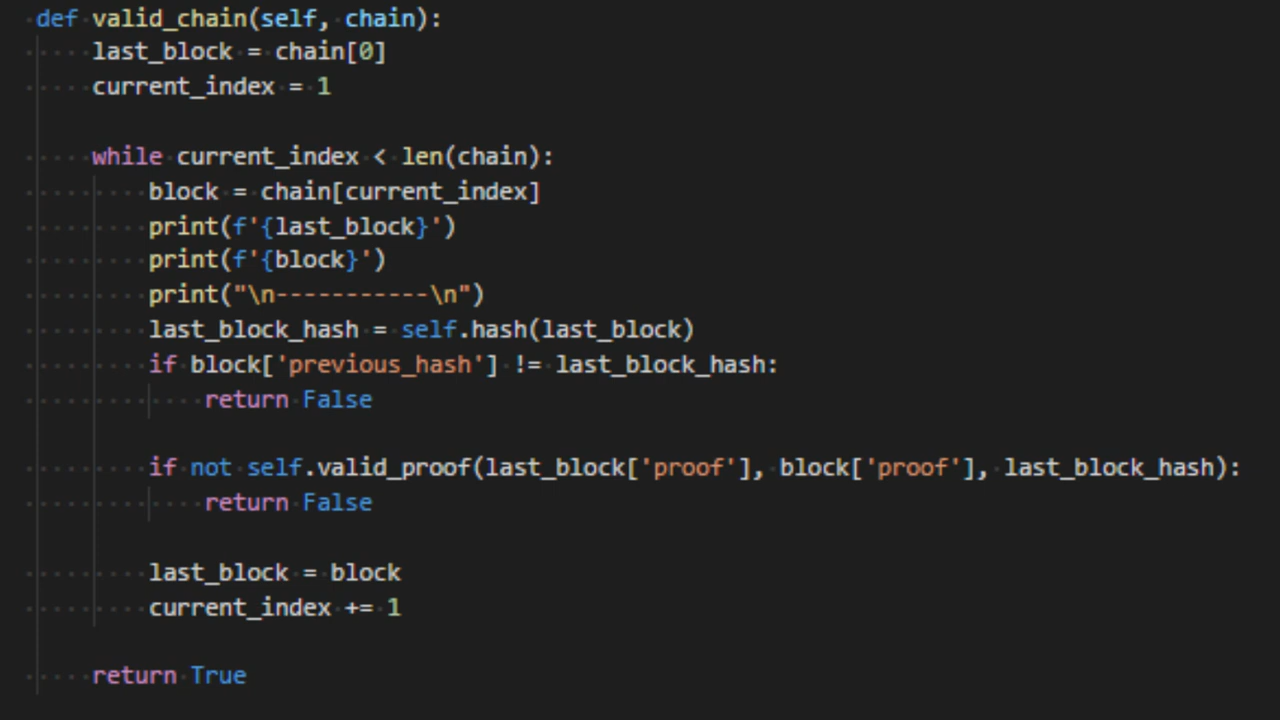 def valid_chain(self, chain):
    last_block = chain[0]
    current_index = 1

    while current_index < len(chain):
        block = chain[current_index]
        print(f'{last_block}')
        print(f'{block}')
        print("\n-----------\n")
        last_block_hash = self.hash(last_block)
        if block['previous_hash'] != last_block_hash:
            return False

        if not self.valid_proof(last_block['proof'], block['proof'], last_block_hash):
            return False

        last_block = block
        current_index += 1

    return True